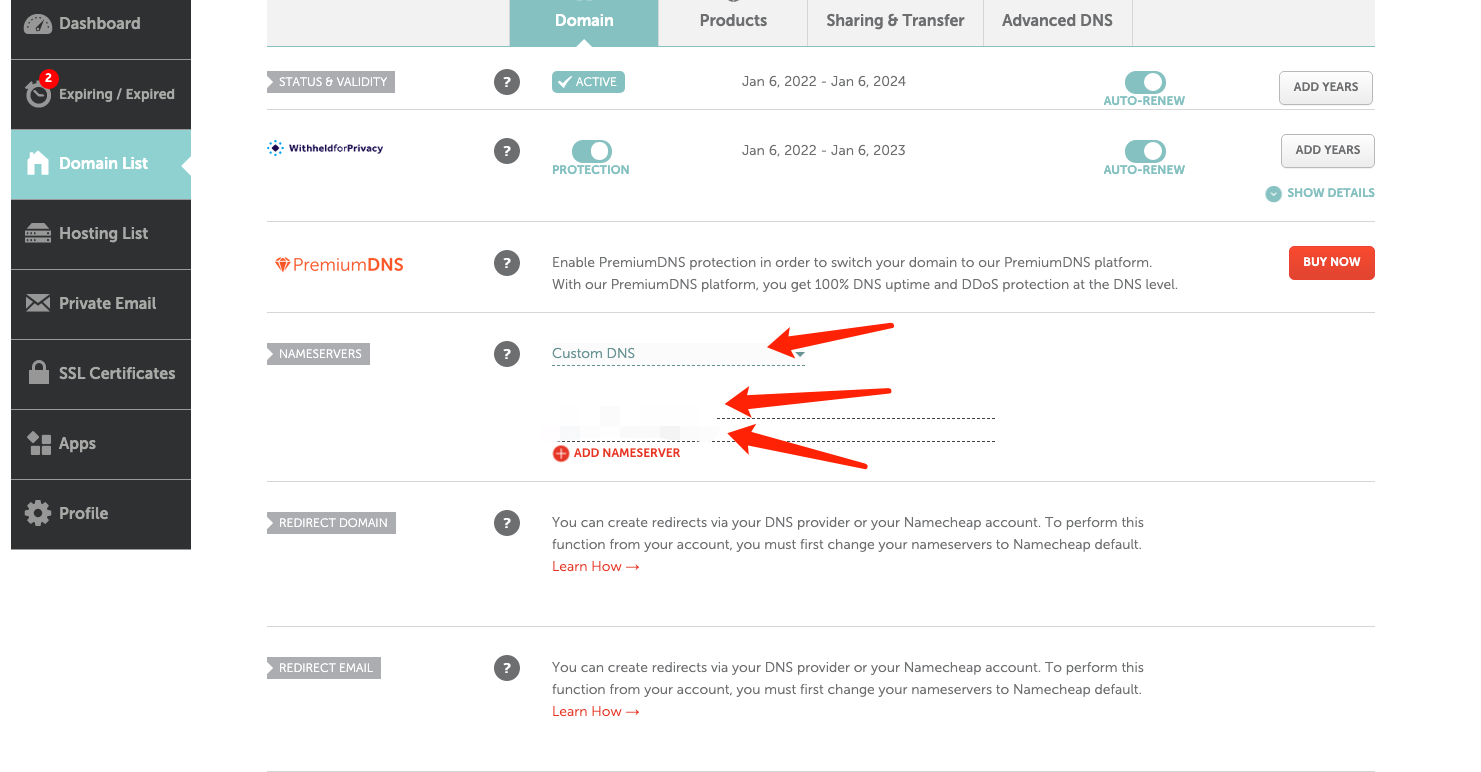 Dashboard
2
Expiring / Expired
Domain List
Hosting List
Private Email
SSL Certificates
Apps
Profile
Domain
Products
Sharing & Transfer
Advanced DNS
STATUS & VALIDITY
?
ACTIVE
Jan 6, 2022 - Jan 6, 2024
AUTO-RENEW
ADD YEARS
WithheldforPrivacy
?
PROTECTION
Jan 6, 2022 - Jan 6, 2023
AUTO-RENEW
ADD YEARS
SHOW DETAILS
PremiumDNS
?
Enable PremiumDNS protection in order to switch your domain to our PremiumDNS platform.
With our PremiumDNS platform, you get 100% DNS uptime and DDoS protection at the DNS level.
BUY NOW
NAMESERVERS
?
Custom DNS
ADD NAMESERVER
REDIRECT DOMAIN
?
You can create redirects via your DNS provider or your Namecheap account. To perform this
function from your account, you must first change your nameservers to Namecheap default.
Learn How →
REDIRECT EMAIL
?
You can create redirects via your DNS provider or your Namecheap account. To perform this
function from your account, you must first change your nameservers to Namecheap default.
Learn How →